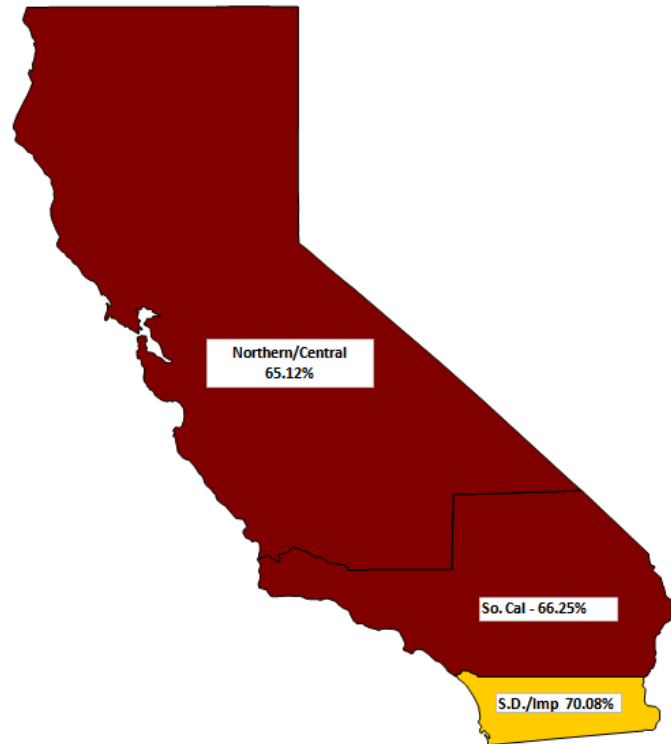 Northern/Central
65.12%
So. Cal - 66.25%
S.D./Imp 70.08%